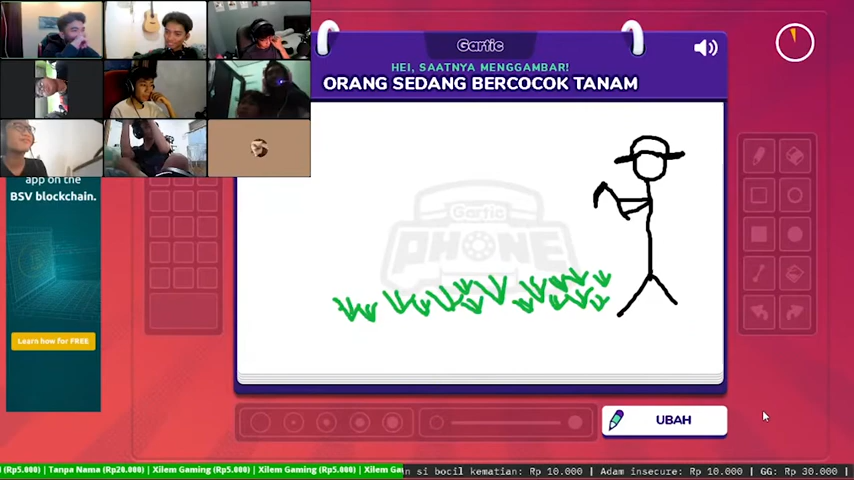 Gartic
HEI, SAATNYA MENGGAMBAR!
ORANG SEDANG BERCOCOK TANAM
app on the
BSV blockchain.
Learn how for FREE
Gartic
PHONE
UBAH
(Rp5.000) | Tanpa Nama (Rp20.000) | Xilem Gaming (Rp5.000) | Xilem Gaming (Rp5.000) | Xilem Ga
n si bocil kematian: Rp 10.000 | Adam insecure: Rp 10.000 | GG: Rp 30.000 |